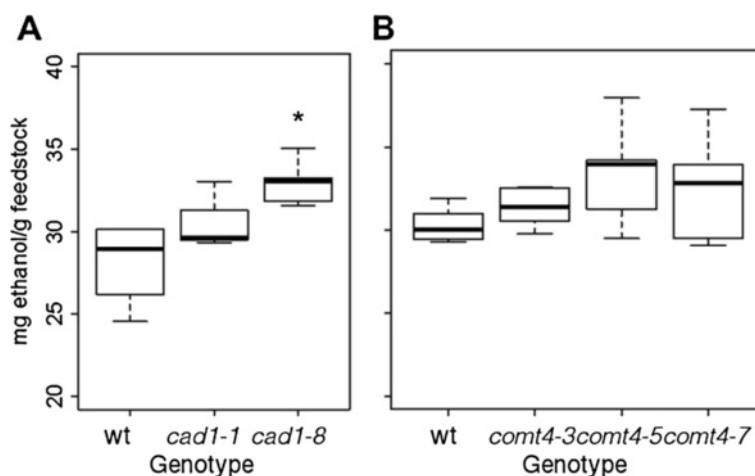 A
B
mg ethanol/g feedstock
40
35
30
25
20
*
wt cad1-1 cad1-8
Genotype
wt comt4-3 comt4-5 comt4-7
Genotype